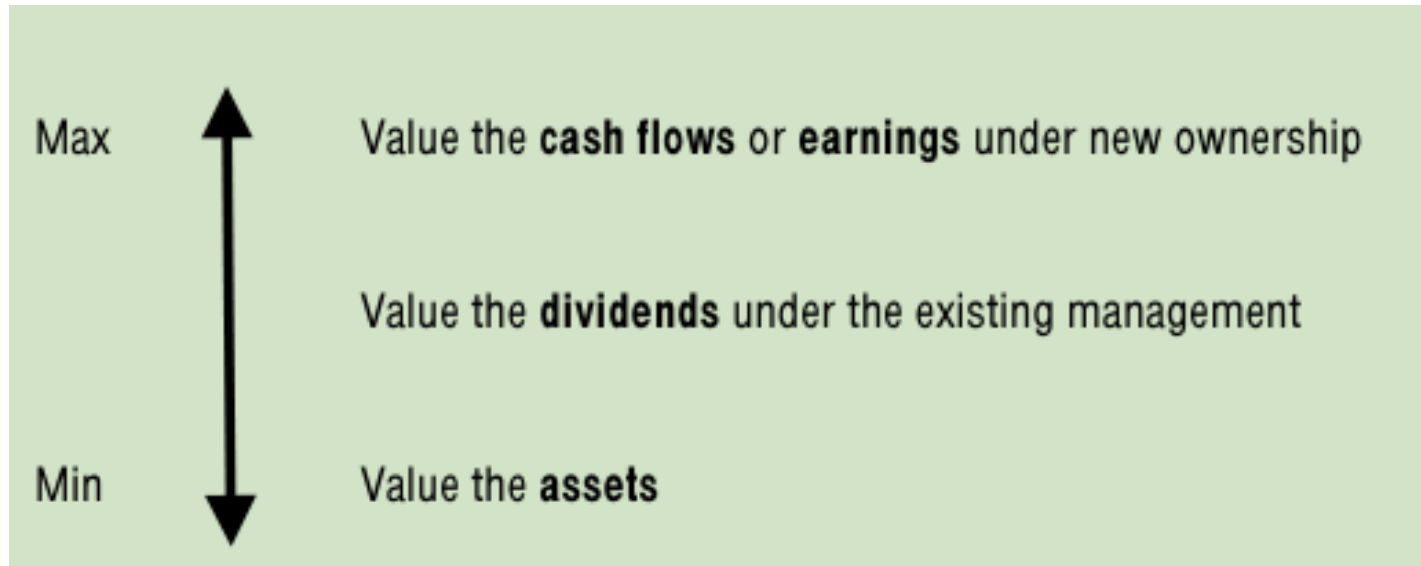 Max Value the cash flows or earnings under new ownership
Value the dividends under the existing management
Min Value the assets